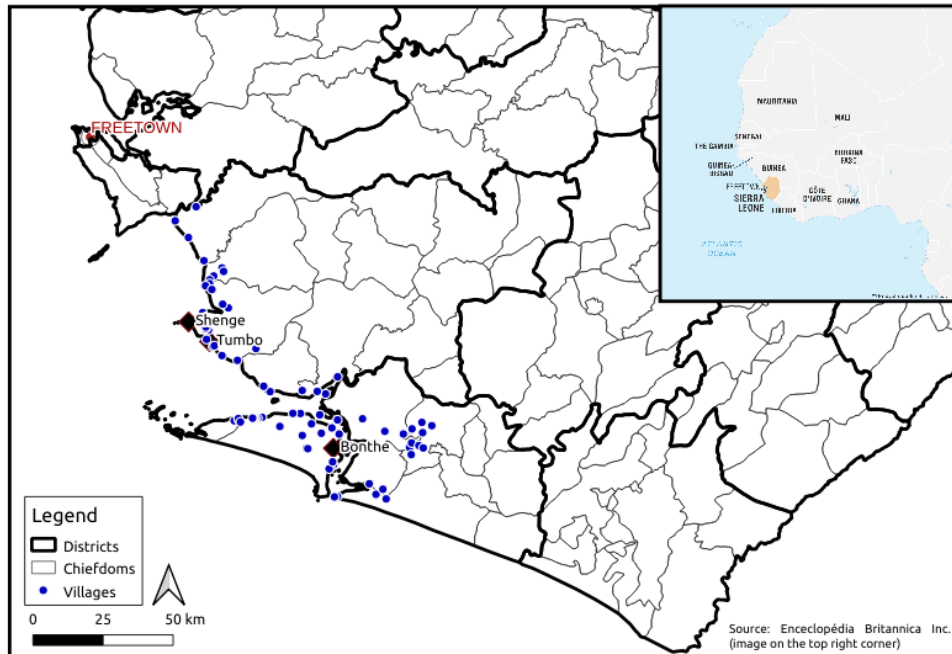 FREETOWN
Shenge
Tumbo
Bonthe
MAURITANIA
MALI
SENEGAL
THE GAMBIA
BURKINA
FASO
GUINEA-
BISSAU
GUINEA
FREETOWN
SIERRA
LEONE
CÔTE
D'IVOIRE
GHANA
LIBERIA
ATLANTIC
OCEAN
Legend
Districts
Chiefdoms
Villages
0 25 50 km
Source: Enceclopédia Britannica Inc.
(image on the top right corner)